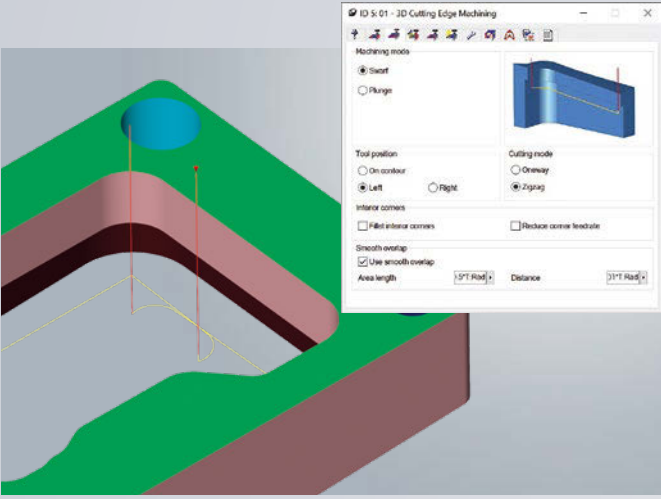 ID S: 01 - 3D Cutting Edge Machining
Machining mode
Swarf
Plunge
Tool position
On contour
Left
Right
Cutting mode
Oneway
Zigzag
Interior corners
Fillet interior corners
Reduce corner feedrate
Smooth overlap
Use smooth overlap
Area length
Distance